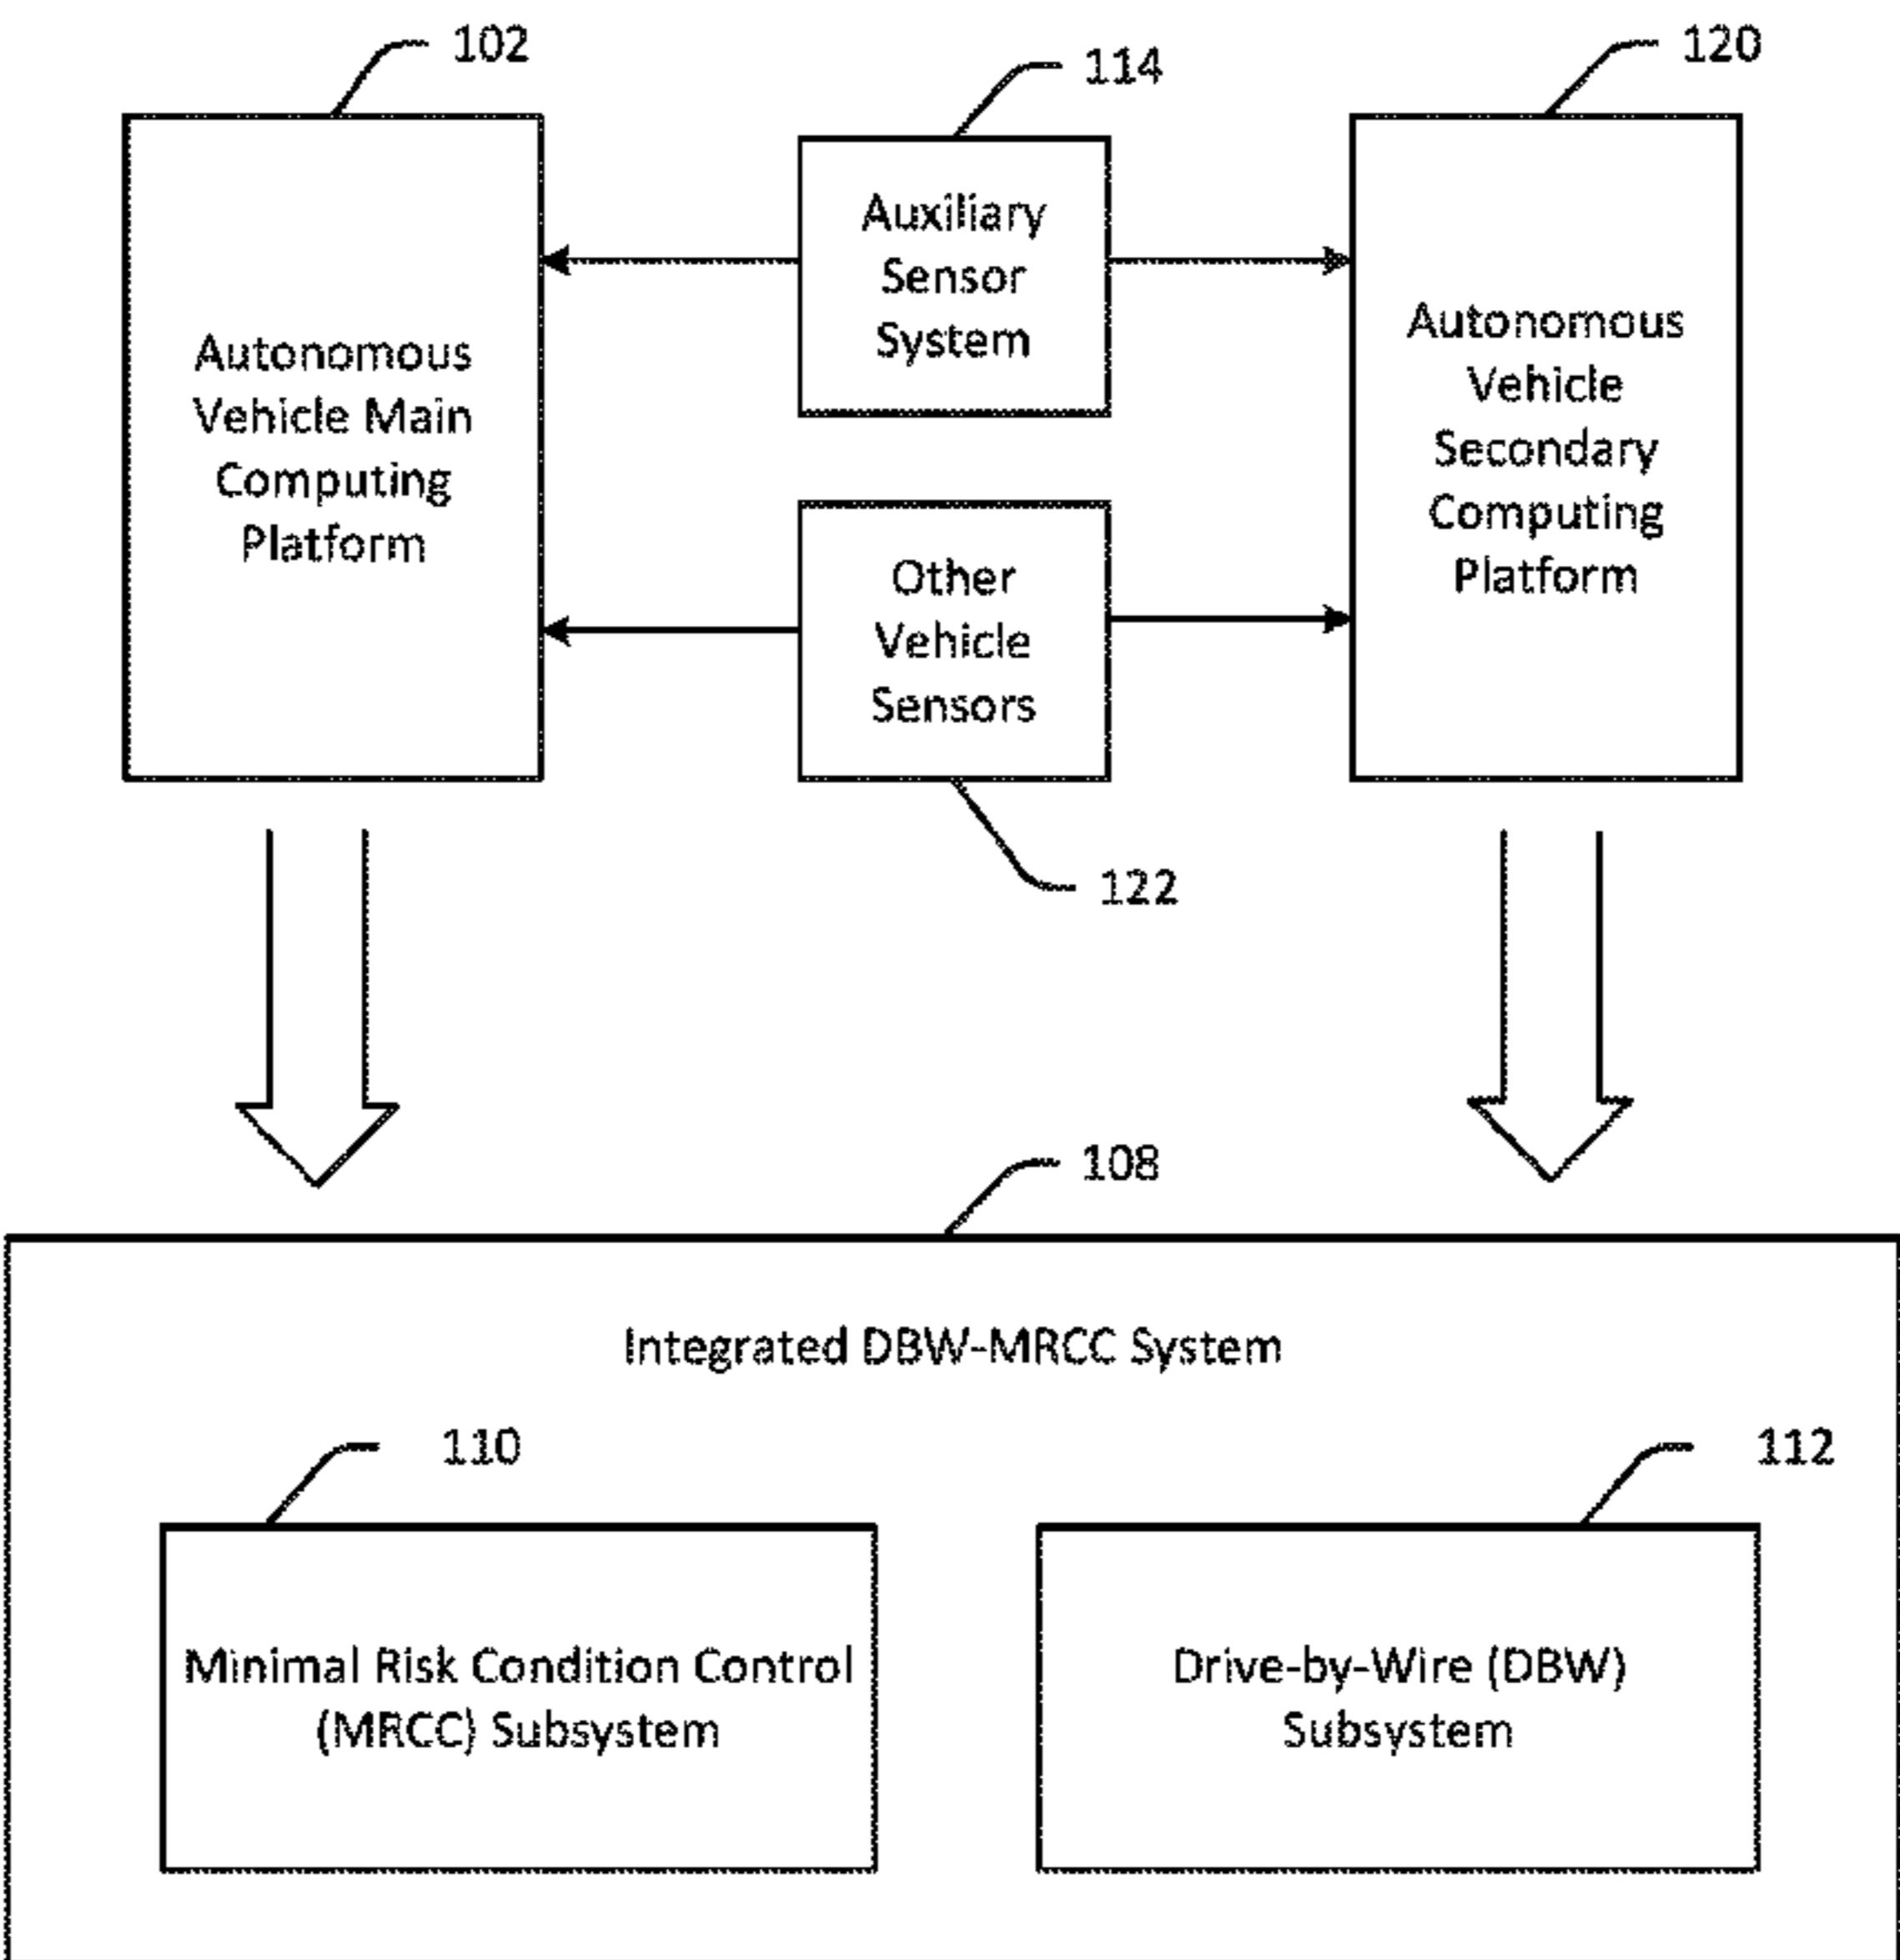 102
114
120
Autonomous
Vehicle Main
Computing
Platform
Auxiliary
Sensor
System
Autonomous
Vehicle
Secondary
Computing
Platform
Other
Vehicle
Sensors
122
108
Integrated DBW-MRCC System
110
112
Minimal Risk Condition Control
(MRCC) Subsystem
Drive-by-Wire (DBW)
Subsystem